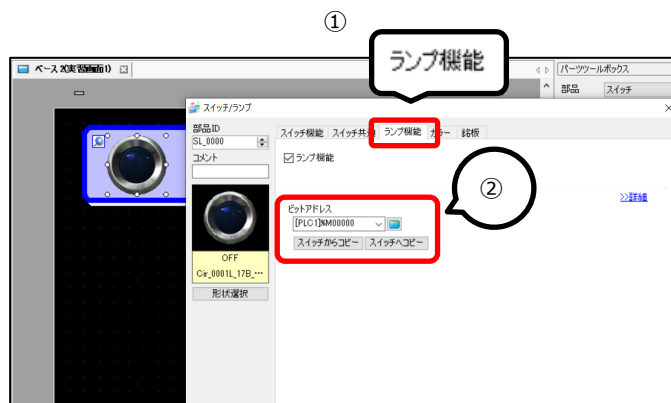 ①
ランプ機能
ベース 2(実習画面1)
パーツツールボックス
部品 スイッチ
スイッチ/ランプ
部品ID
SL_0000
コメント
スイッチ機能 スイッチ共通 ランプ機能 カラー 銘板
ランプ機能
②
>>詳細
ビットアドレス
[PLC1]%M00000
スイッチからコピー スイッチへコピー
OFF
Cir_0001L_17B_…
形状選択